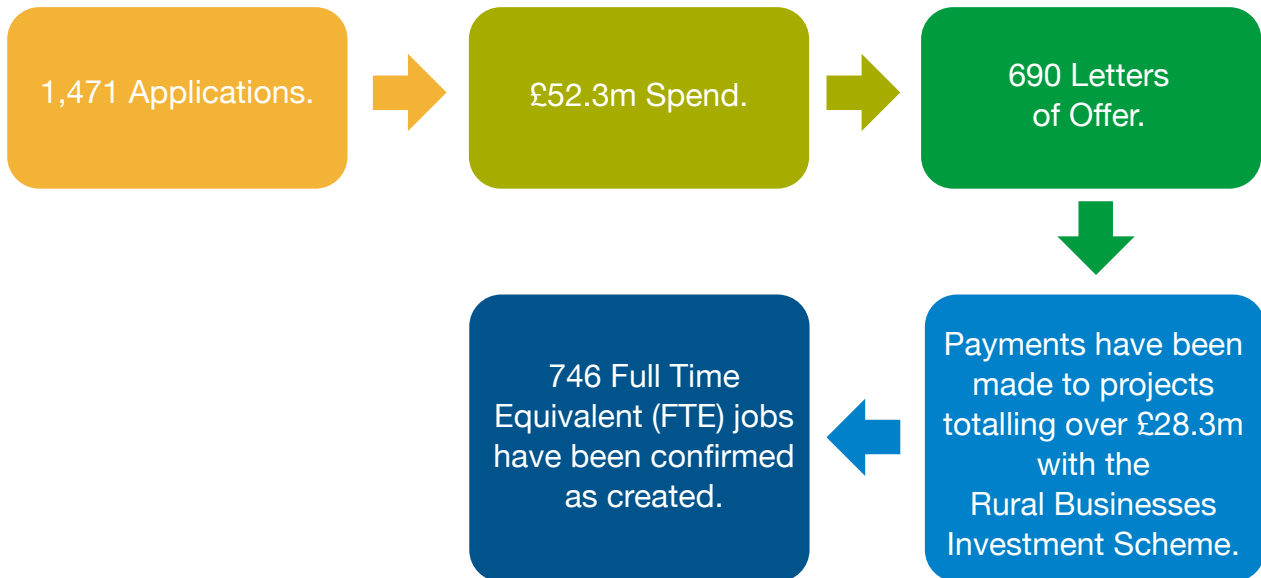 1,471 Applications.
£52.3m Spend.
690 Letters
of Offer.
Payments have been
made to projects
totalling over £28.3m
with the
Rural Businesses
Investment Scheme.
746 Full Time
Equivalent (FTE) jobs
have been confirmed
as created.